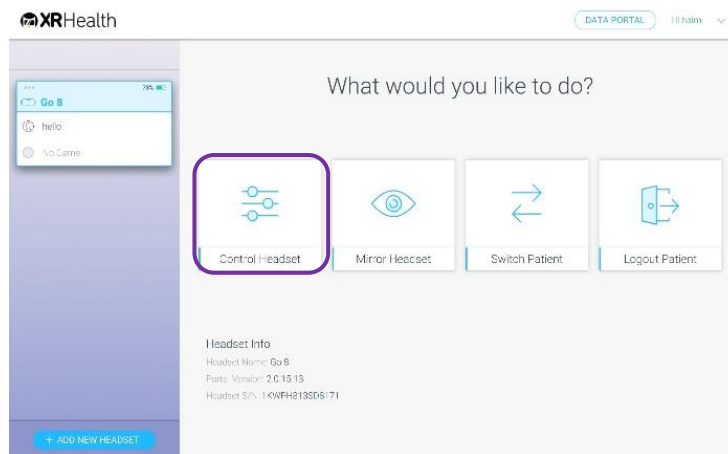 XRHealth
DATA PORTAL
Hi haim
78%
Go 8
hello
No Game
What would you like to do?
Control Headset
Mirror Headset
Switch Patient
Logout Patient
Headset Info
Headset Name: Go 8
Portal Version: 2.0.15.13
Headset S/N:
+ ADD NEW HEADSET